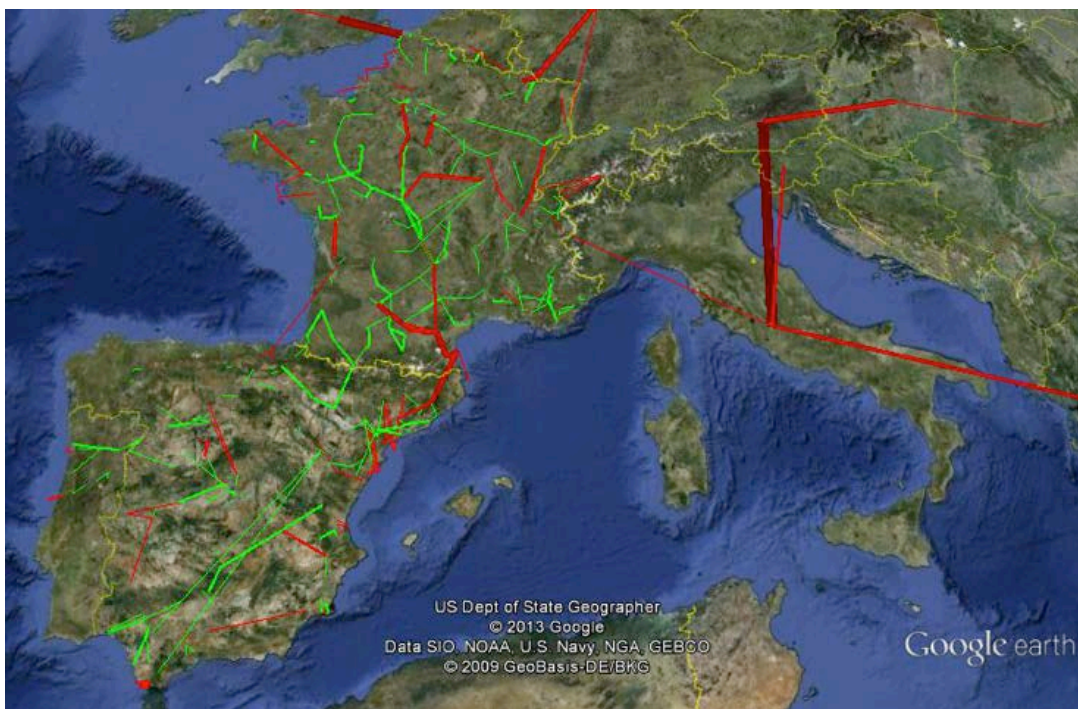 US Dept of State Geographer
© 2013 Google
Data SIO, NOAA, U.S. Navy, NGA, GEBCO
© 2009 GeoBasis-DE/BKG
Google earth